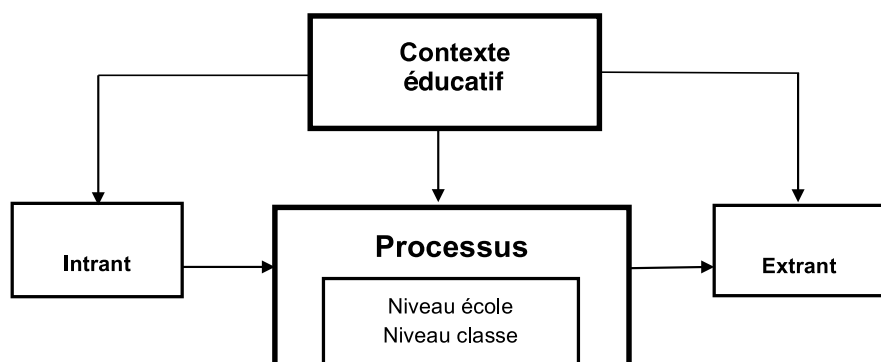 Contexte
éducatif
Intrant
Processus
Extrant
Niveau école
Niveau classe